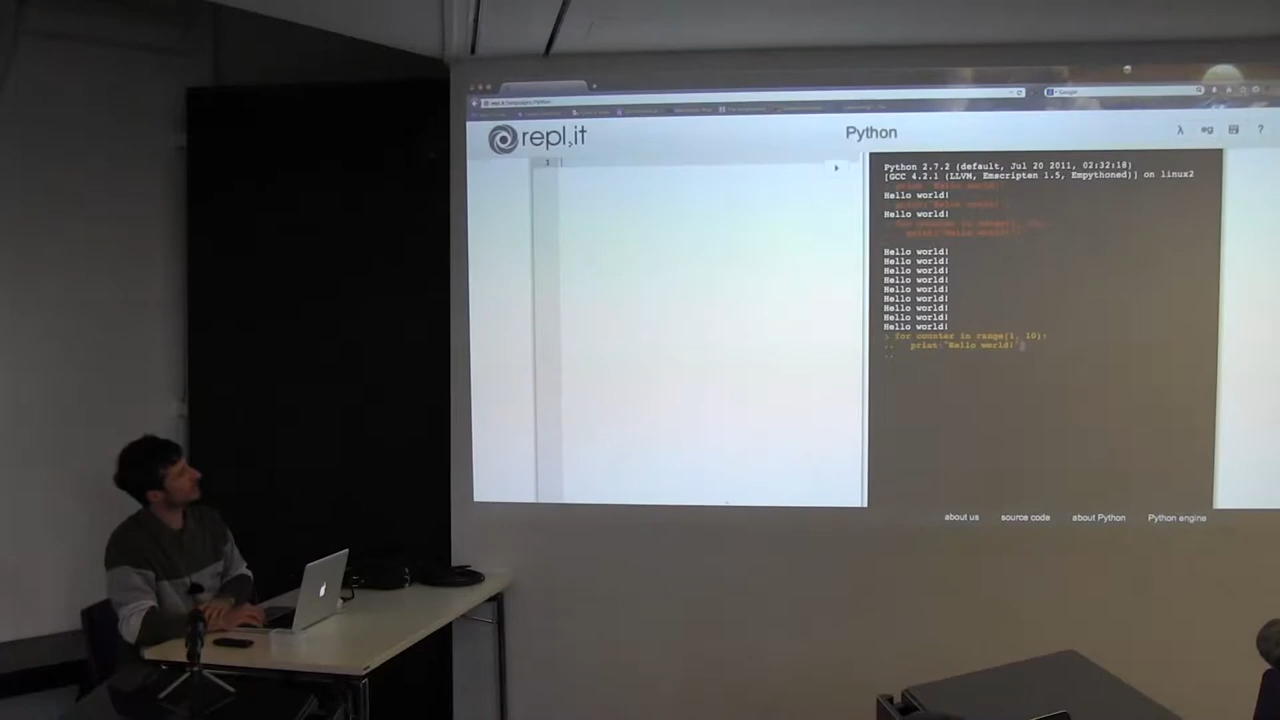 repl.it
Python
λ eg ?
1
Python 2.7.2 (default, Jul 20 2011, 02:32:18)
[GCC 4.2.1 (LLVM, Emscripten 1.5, Empythoned)] on linux2
Hello world!
Hello world!
Hello world!
Hello world!
Hello world!
Hello world!
Hello world!
Hello world!
Hello world!
Hello world!
Hello world!
> for counter in range(1, 10):
.. print "Hello world!"
..
about us source code about Python Python engine